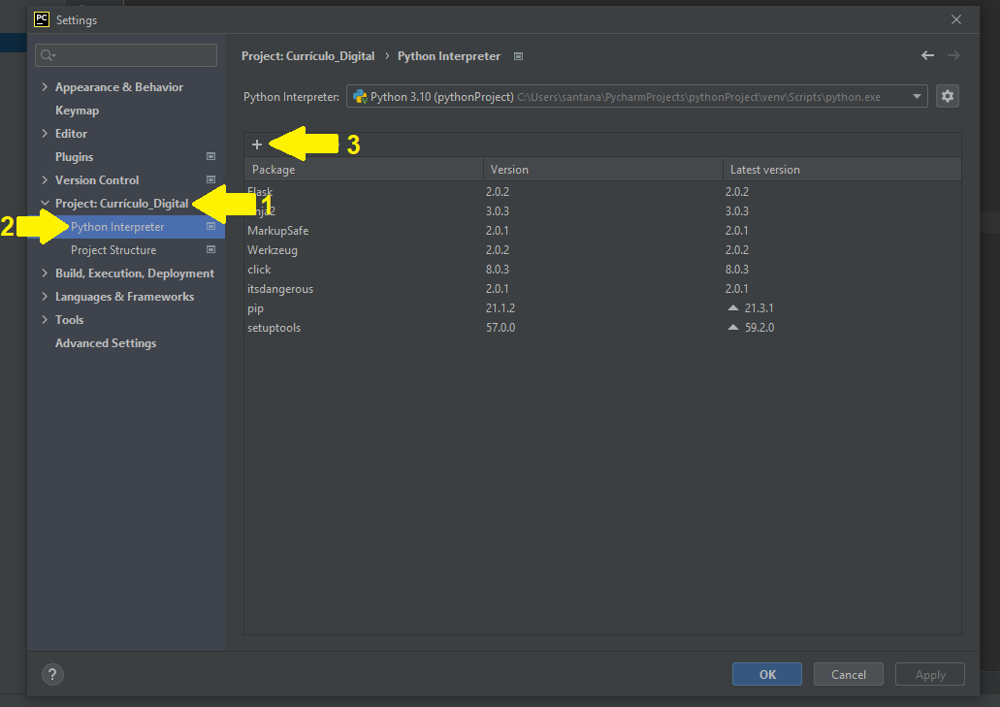 PC Settings
Project: Currículo_Digital › Python Interpreter
Appearance & Behavior
Keymap
Editor
Plugins
Version Control
Project: Currículo_Digital
1
2
Python Interpreter
Project Structure
Build, Execution, Deployment
Languages & Frameworks
Tools
Advanced Settings
Python Interpreter: Python 3.10 (pythonProject) C:\Users\santana\PycharmProjects\pythonProject\venv\Scripts\python.exe
+ 3
Package Version Latest version
Flask 2.0.2 2.0.2
nja2 3.0.3 3.0.3
MarkupSafe 2.0.1 2.0.1
Werkzeug 2.0.2 2.0.2
click 8.0.3 8.0.3
itsdangerous 2.0.1 2.0.1
pip 21.1.2 21.3.1
setuptools 57.0.0 59.2.0
?
OK Cancel Apply